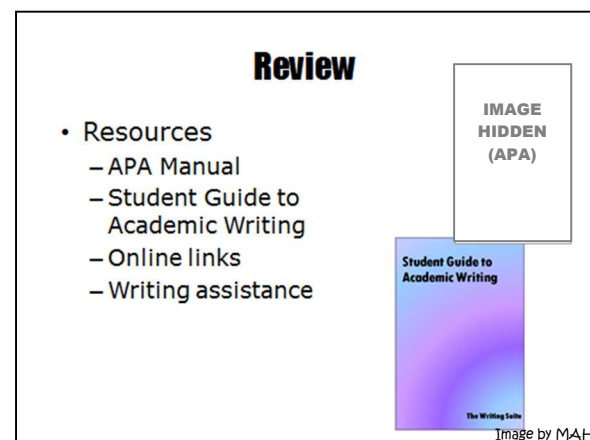 Review
• Resources
– APA Manual
– Student Guide to
Academic Writing
– Online links
– Writing assistance
IMAGE
HIDDEN
(APA)
Student Guide to
Academic Writing
The Writing Suite
Image by MAH